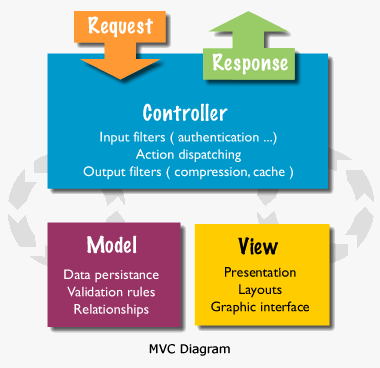 Request
Response
Controller
Input filters ( authentication ...)
Action dispatching
Output filters ( compression, cache )
Model
Data persistance
Validation rules
Relationships
View
Presentation
Layouts
Graphic interface
MVC Diagram